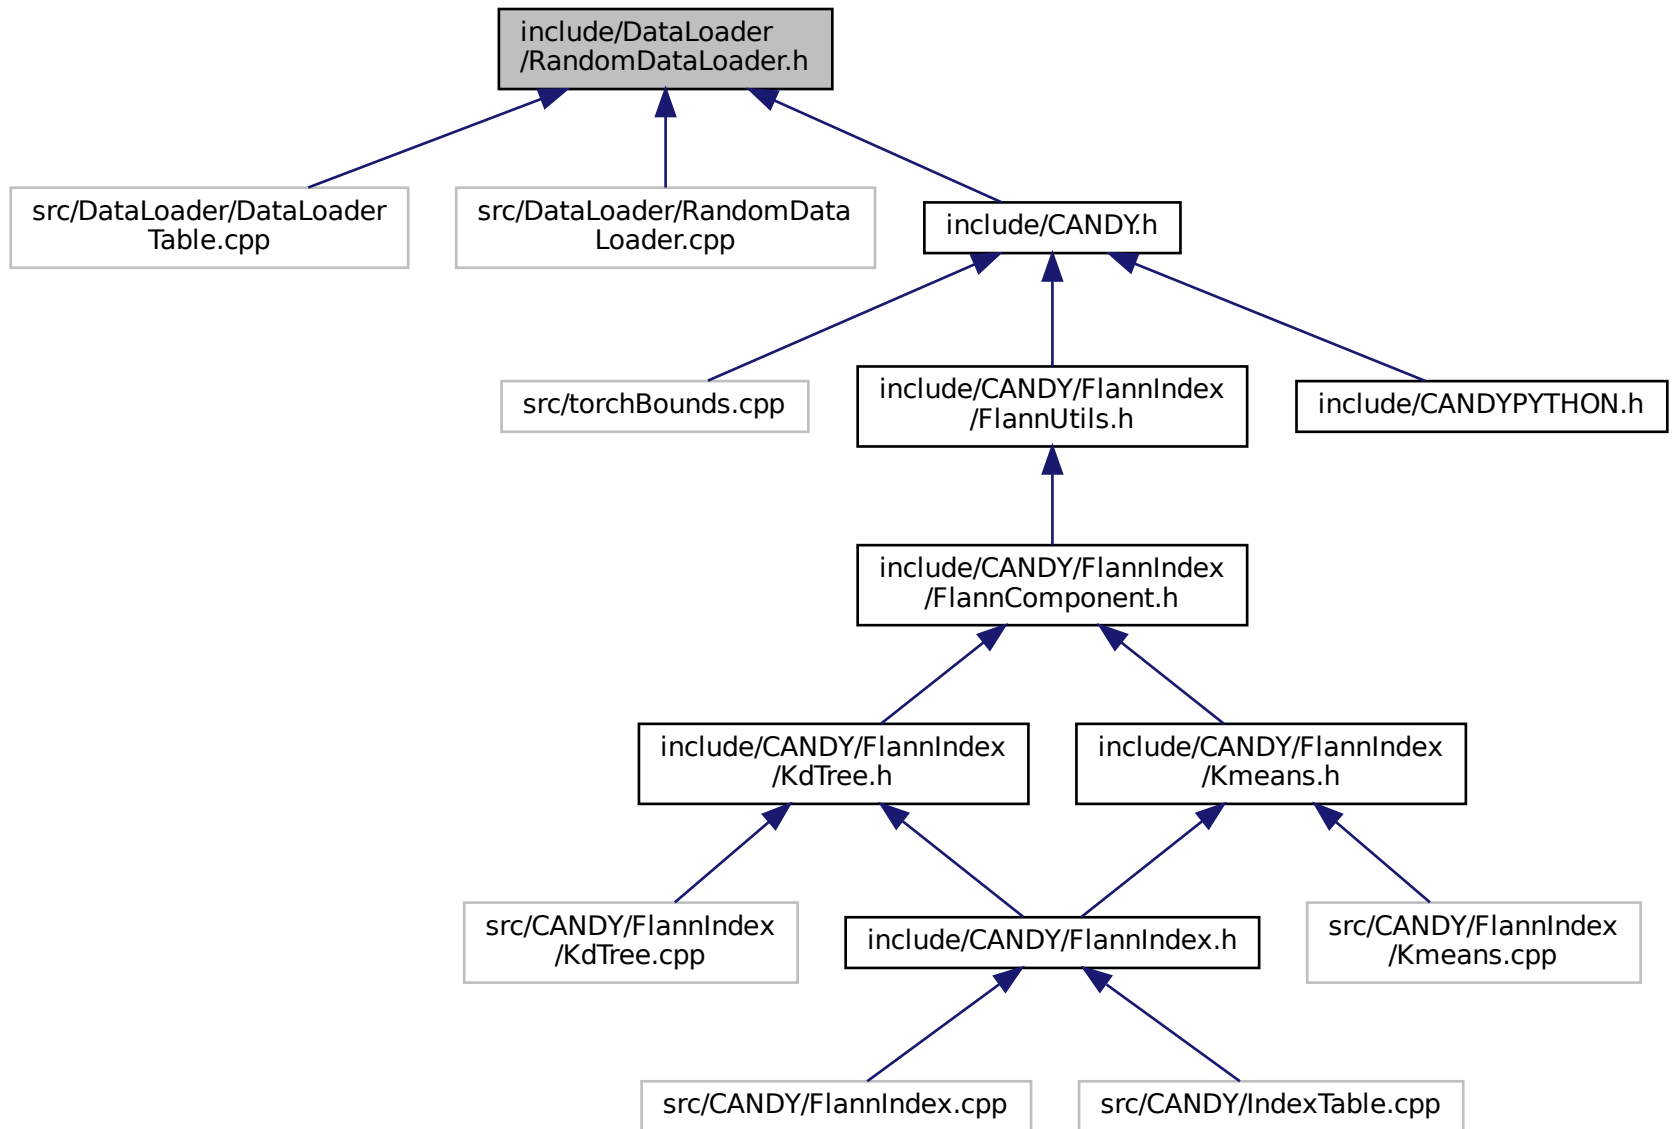 include/DataLoader
/RandomDataLoader.h
src/DataLoader/DataLoader
Table.cpp
src/DataLoader/RandomData
Loader.cpp
include/CANDY.h
src/torchBounds.cpp
include/CANDY/FlannIndex
/FlannUtils.h
include/CANDYPYTHON.h
include/CANDY/FlannIndex
/FlannComponent.h
include/CANDY/FlannIndex
/KdTree.h
include/CANDY/FlannIndex
/Kmeans.h
src/CANDY/FlannIndex
/KdTree.cpp
include/CANDY/FlannIndex.h
src/CANDY/FlannIndex
/Kmeans.cpp
src/CANDY/FlannIndex.cpp
src/CANDY/IndexTable.cpp